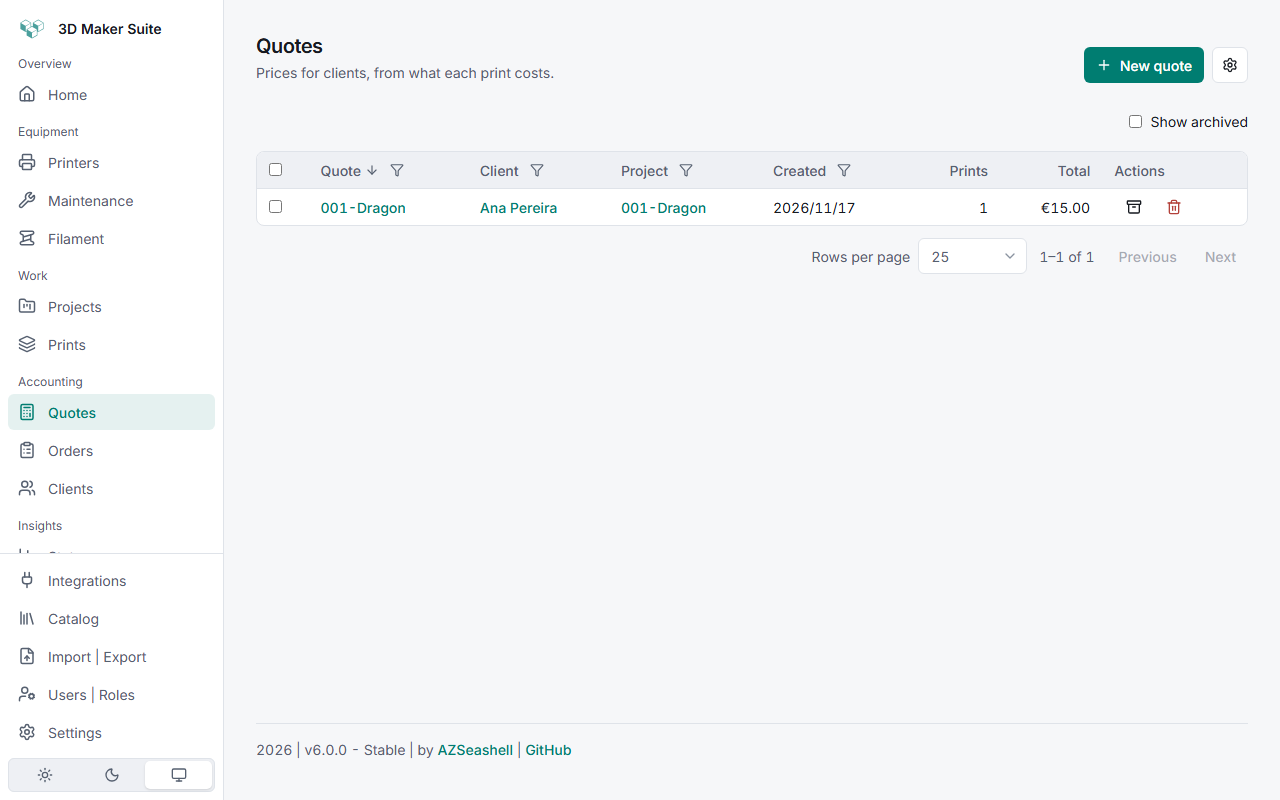 3D Maker Suite
Overview
Home
Equipment
Printers
Maintenance
Filament
Work
Projects
Prints
Accounting
Quotes
Orders
Clients
Insights
Integrations
Catalog
Import | Export
Users | Roles
Settings
Quotes
Prices for clients, from what each print costs.
New quote
Show archived
Quote Client Project Created Prints Total Actions
001-Dragon Ana Pereira 001-Dragon 2026/11/17 1 €15.00
Rows per page 25 1–1 of 1 Previous Next
2026 | v6.0.0 - Stable | by AZSeashell | GitHub